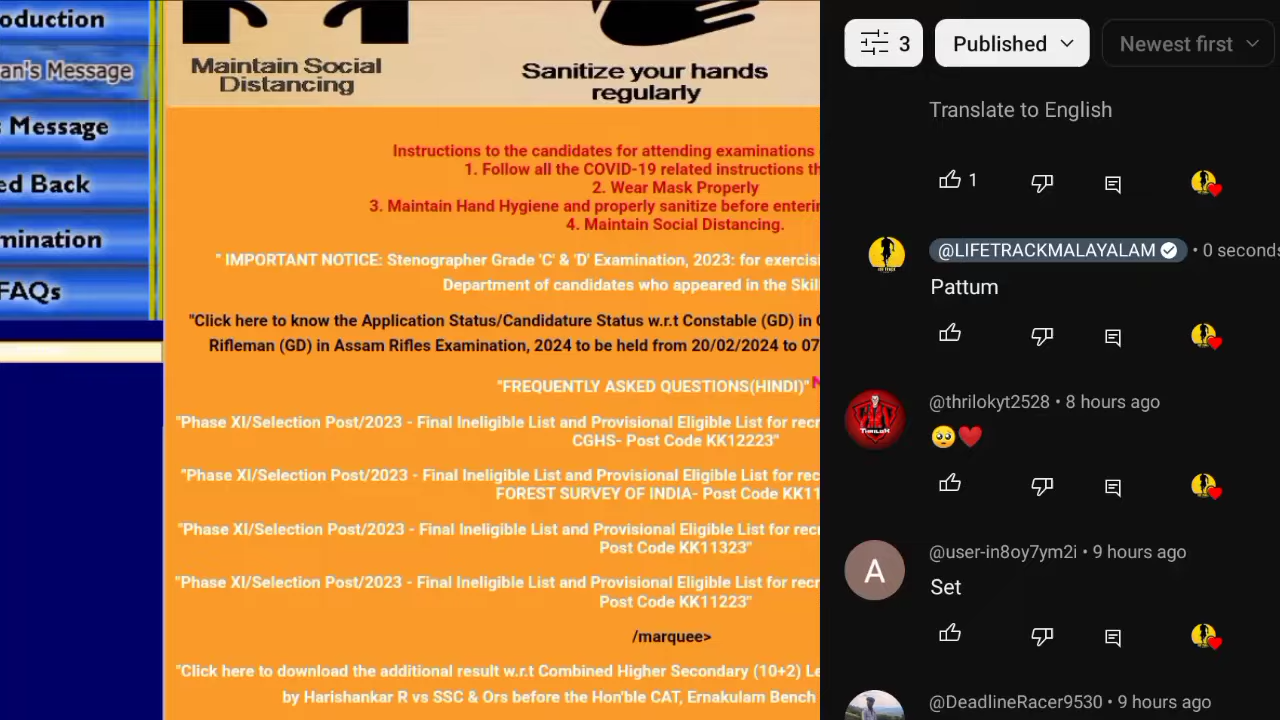 oduction
an's Message
s Message
ed Back
mination
FAQs
Maintain Social
Distancing
Sanitize your hands
regularly
Instructions to the candidates for attending examinations
1. Follow all the COVID-19 related instructions th
2. Wear Mask Properly
3. Maintain Hand Hygiene and properly sanitize before enterin
4. Maintain Social Distancing.
" IMPORTANT NOTICE: Stenographer Grade 'C' & 'D' Examination, 2023: for exercisi
Department of candidates who appeared in the Skil
"Click here to know the Application Status/Candidature Status w.r.t Constable (GD) in C
Rifleman (GD) in Assam Rifles Examination, 2024 to be held from 20/02/2024 to 07
"FREQUENTLY ASKED QUESTIONS(HINDI)" N
"Phase XI/Selection Post/2023 - Final Ineligible List and Provisional Eligible List for recr
CGHS- Post Code KK12223"
"Phase XI/Selection Post/2023 - Final Ineligible List and Provisional Eligible List for rec
FOREST SURVEY OF INDIA- Post Code KK11
"Phase XI/Selection Post/2023 - Final Ineligible List and Provisional Eligible List for recr
Post Code KK11323"
"Phase XI/Selection Post/2023 - Final Ineligible List and Provisional Eligible List for recr
Post Code KK11223"
/marquee>
"Click here to download the additional result w.r.t Combined Higher Secondary (10+2) Le
by Harishankar R vs SSC & Ors before the Hon'ble CAT, Ernakulam Bench
3 Published Newest first
Translate to English
1
@LIFETRACKMALAYALAM • 0 seconds
Pattum
@thrilokyt2528 • 8 hours ago
🥺❤️
THRILOK
A
@user-in8oy7ym2i • 9 hours ago
Set
@DeadlineRacer9530 • 9 hours ago